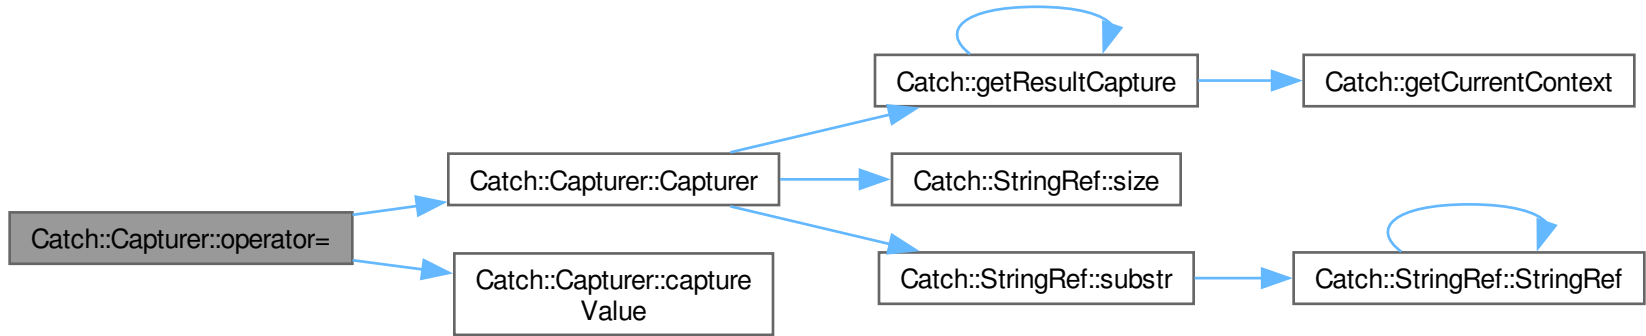 Catch::Capturer::operator=
Catch::Capturer::Capturer
Catch::Capturer::capture
Value
Catch::getResultCapture
Catch::StringRef::size
Catch::StringRef::substr
Catch::getCurrentContext
Catch::StringRef::StringRef